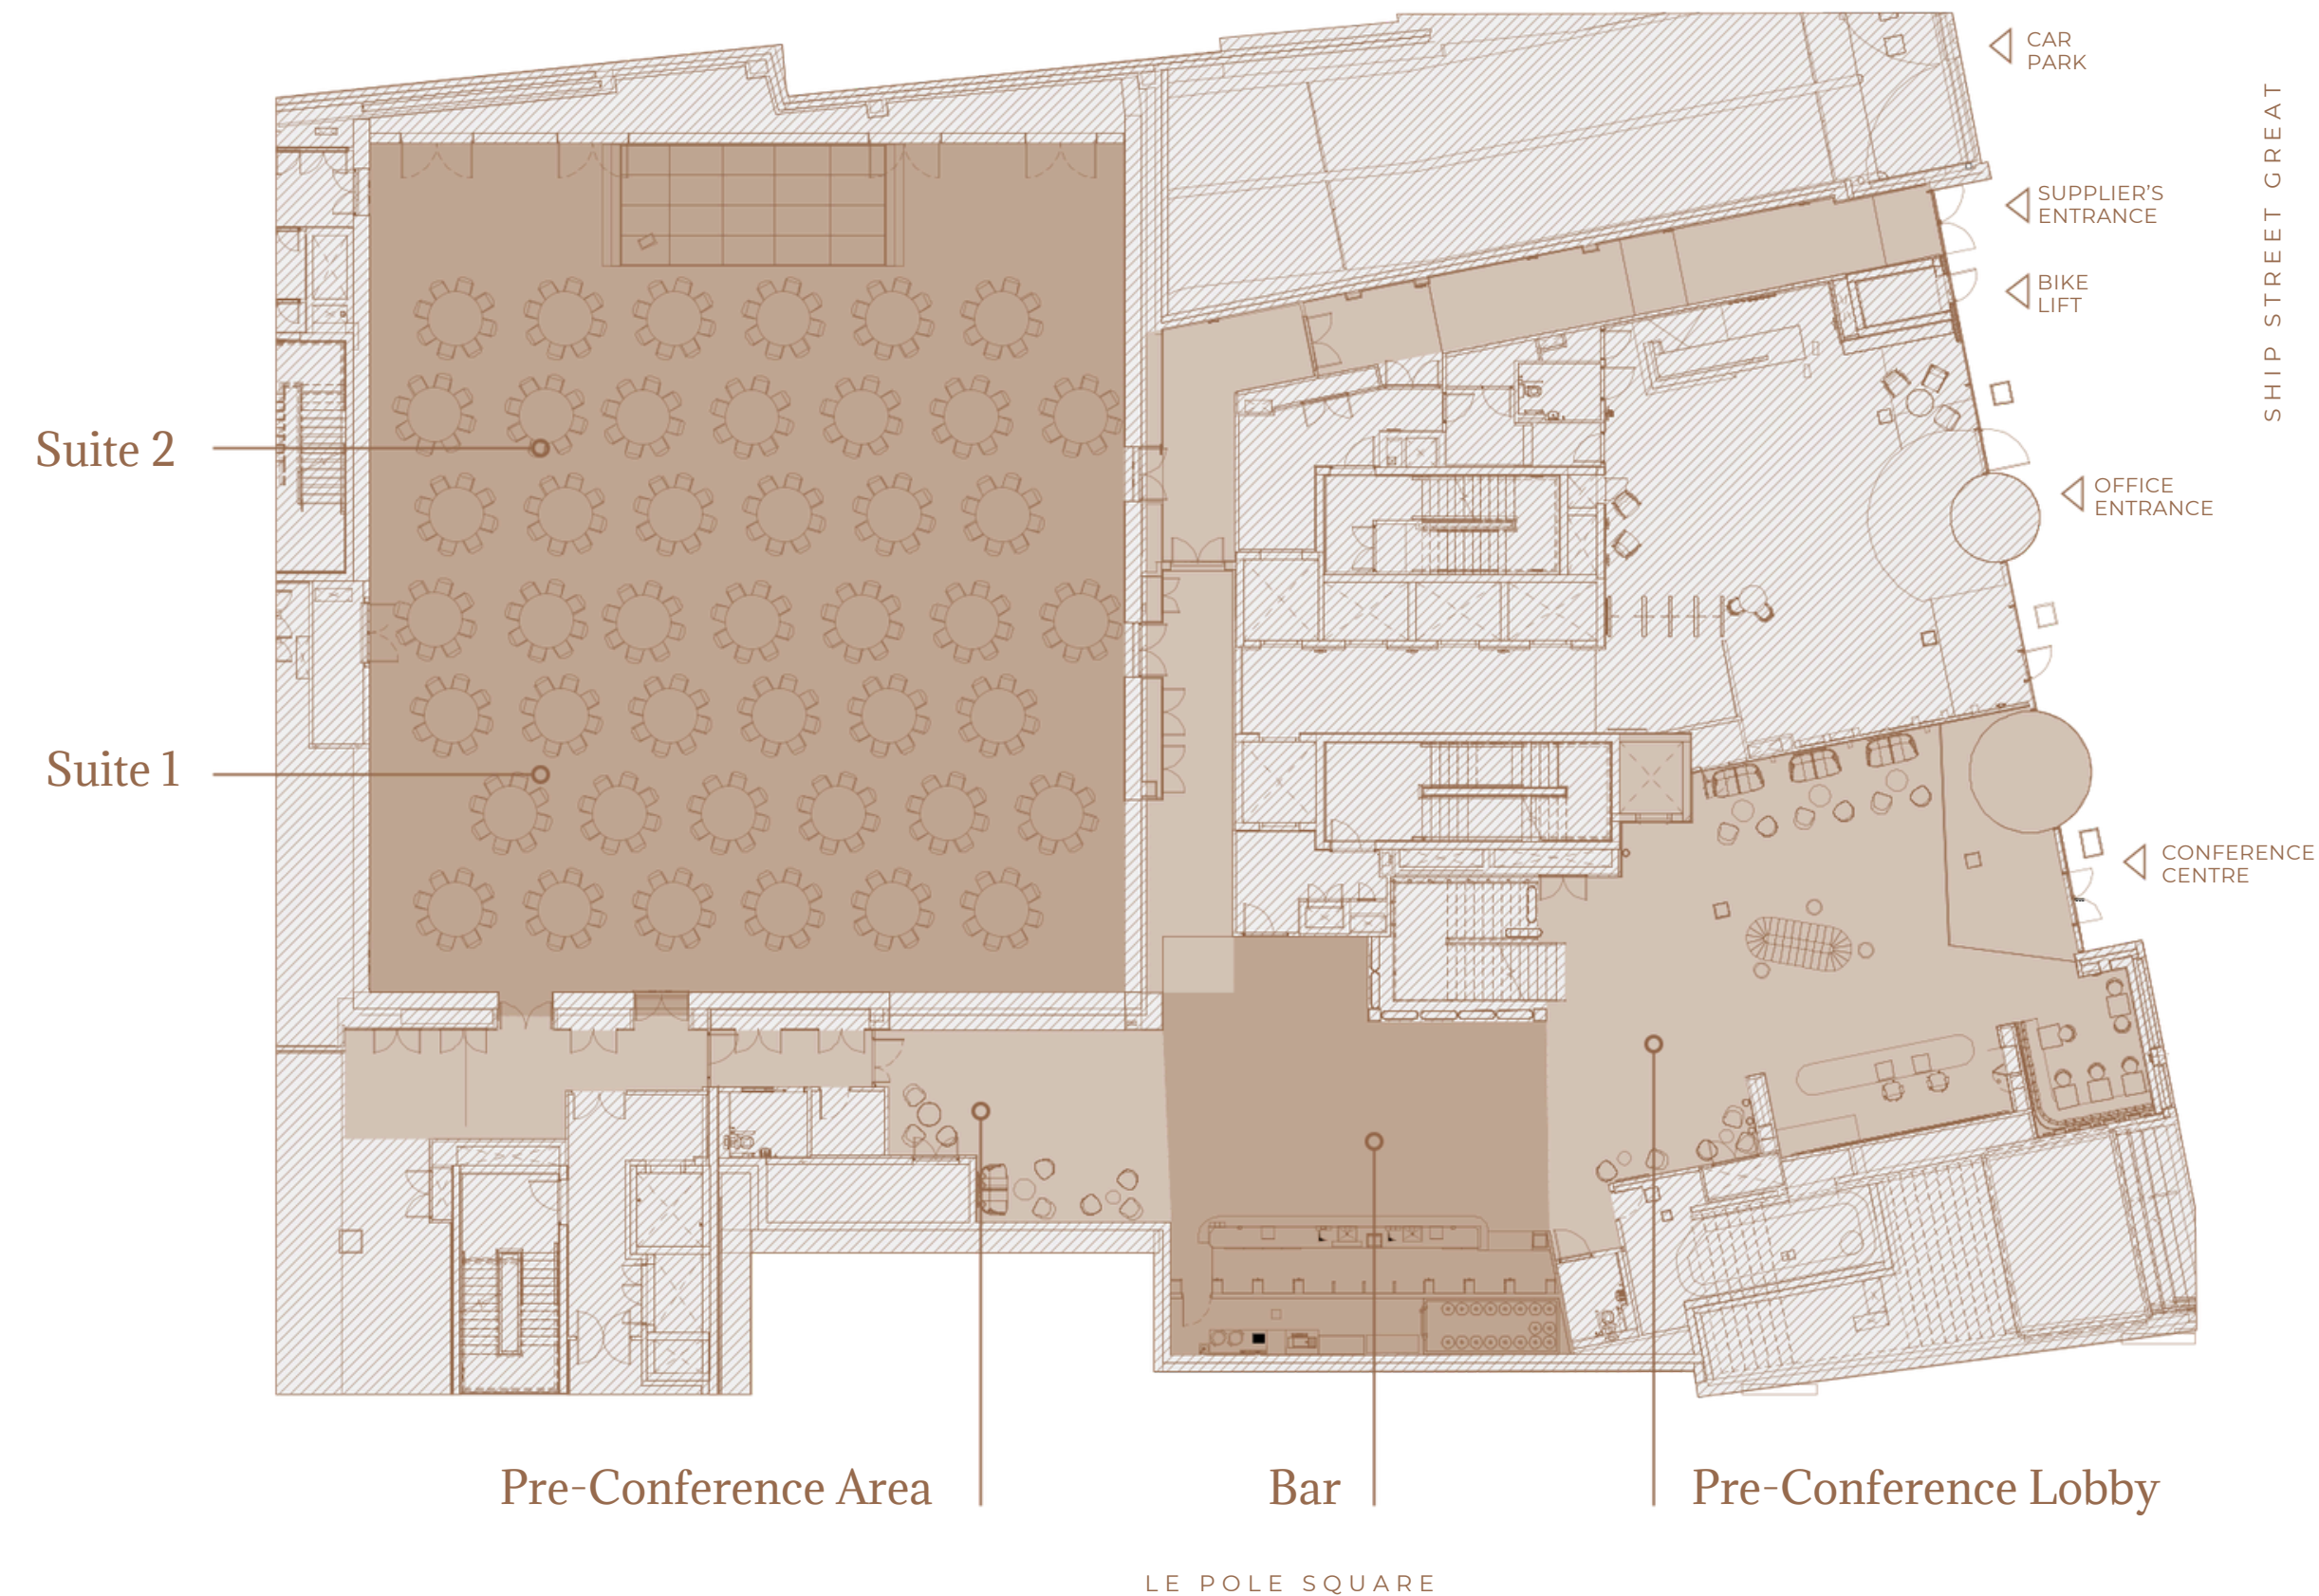 CAR
PARK
SUPPLIER’S
ENTRANCE
BIKE
LIFT
SHIP STREET GREAT
Suite 2
OFFICE
ENTRANCE
Suite 1
CONFERENCE
CENTRE
Pre-Conference Area
Bar
Pre-Conference Lobby
LE POLE SQUARE